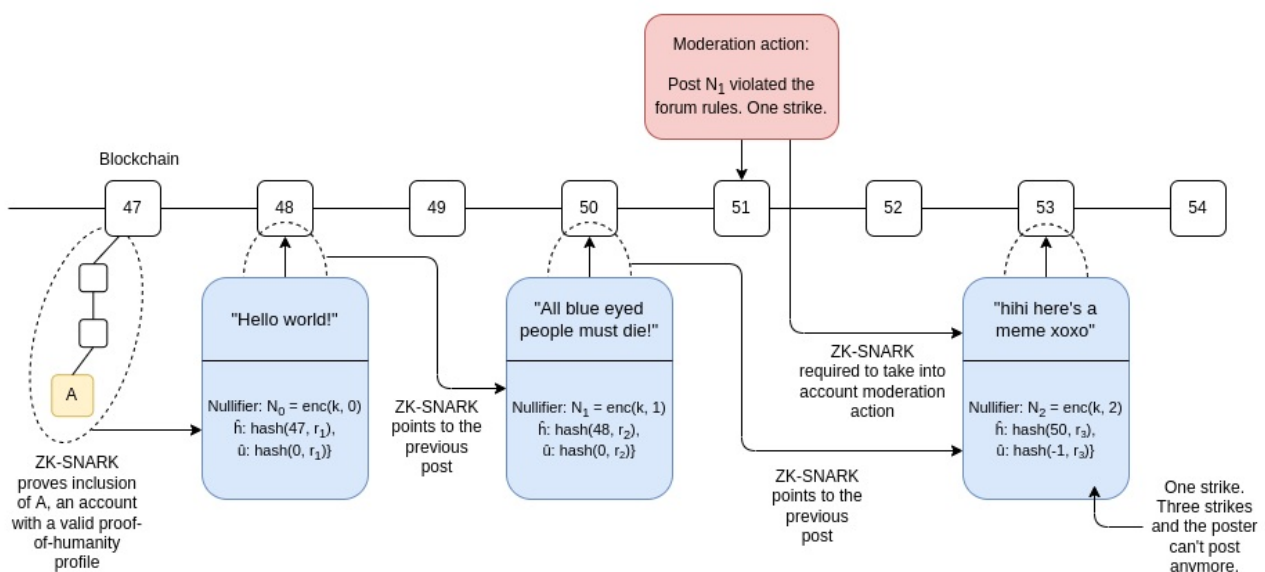 Moderation action:
Post N₁ violated the
forum rules. One strike.
Blockchain
47
48
49
50
51
52
53
54
A
ZK-SNARK
proves inclusion
of A, an account
with a valid proof-
of-humanity
profile
"Hello world!"
Nullifier: N₀ = enc(k, 0)
ĥ: hash(47, r₁),
û: hash(0, r₁)}
ZK-SNARK
points to the
previous
post
"All blue eyed
people must die!"
Nullifier: N₁ = enc(k, 1)
ĥ: hash(48, r₂),
û: hash(0, r₂)}
ZK-SNARK
required to take into
account moderation
action
ZK-SNARK
points to the
previous
post
"hihi here's a
meme xoxo"
Nullifier: N₂ = enc(k, 2)
ĥ: hash(50, r₃),
û: hash(-1, r₃)}
One strike.
Three strikes
and the poster
can't post
anymore.